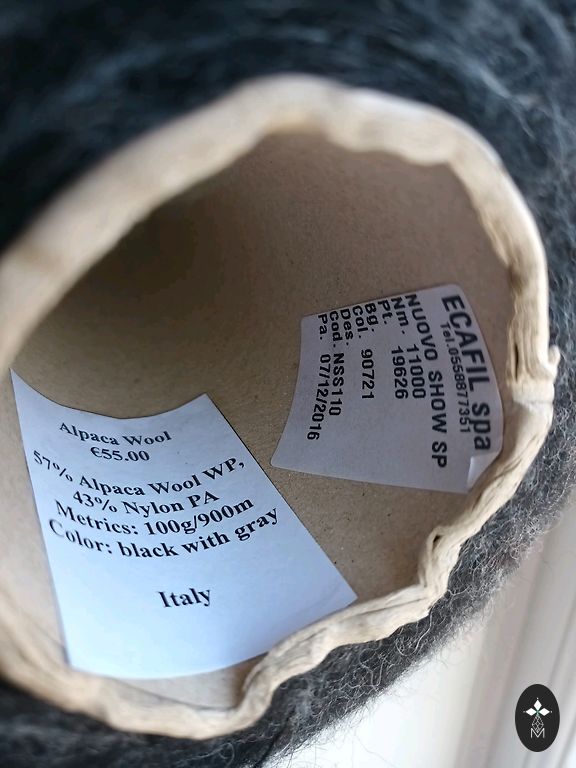 Alpaca Wool
€55.00
57% Alpaca Wool WP,
43% Nylon PA
Metrics: 100g/900m
Color: black with gray
Italy
ECAFIL spa
Tel.0558877351
NUOVO SHOW SP
Nm. 11000
Pt. 19626
Bg.
Col. 90721
Des.
Cod. NSS110
Pa. 07/12/2016
M